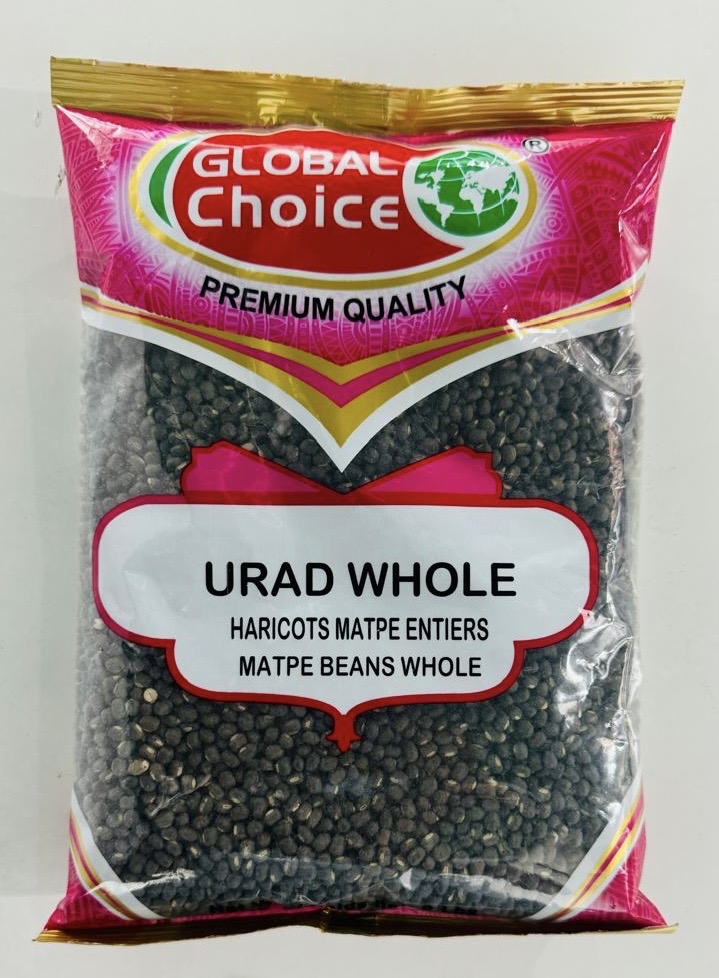 GLOBAL
Choice
®
PREMIUM QUALITY
URAD WHOLE
HARICOTS MATPE ENTIERS
MATPE BEANS WHOLE